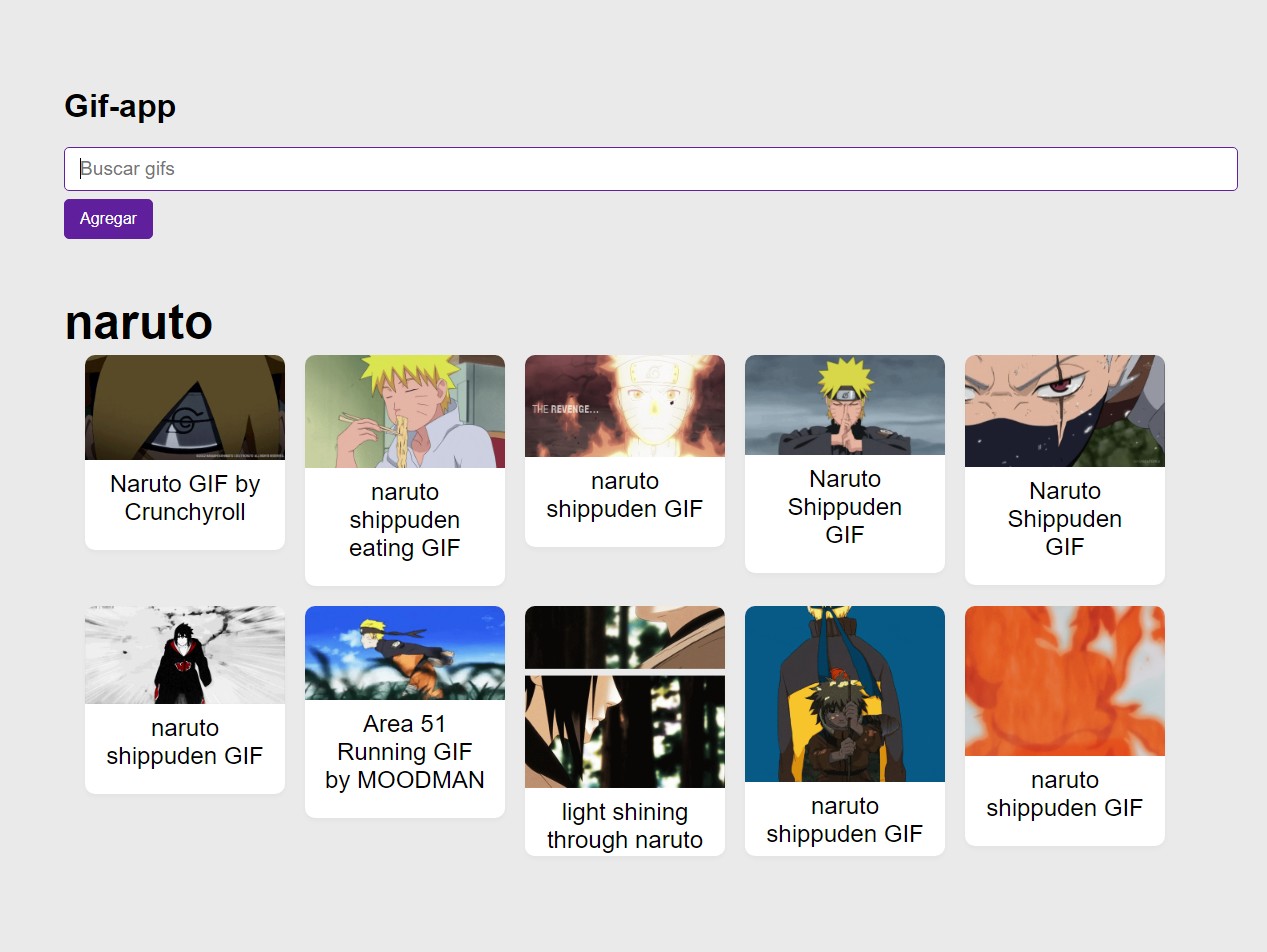 Gif-app
Buscar gifs
Agregar
naruto
THE REVENGE...
Naruto GIF by
Crunchyroll
naruto
shippuden
eating GIF
naruto
shippuden GIF
Naruto
Shippuden
GIF
Naruto
Shippuden
GIF
naruto
shippuden GIF
Area 51
Running GIF
by MOODMAN
light shining
through naruto
naruto
shippuden GIF
naruto
shippuden GIF